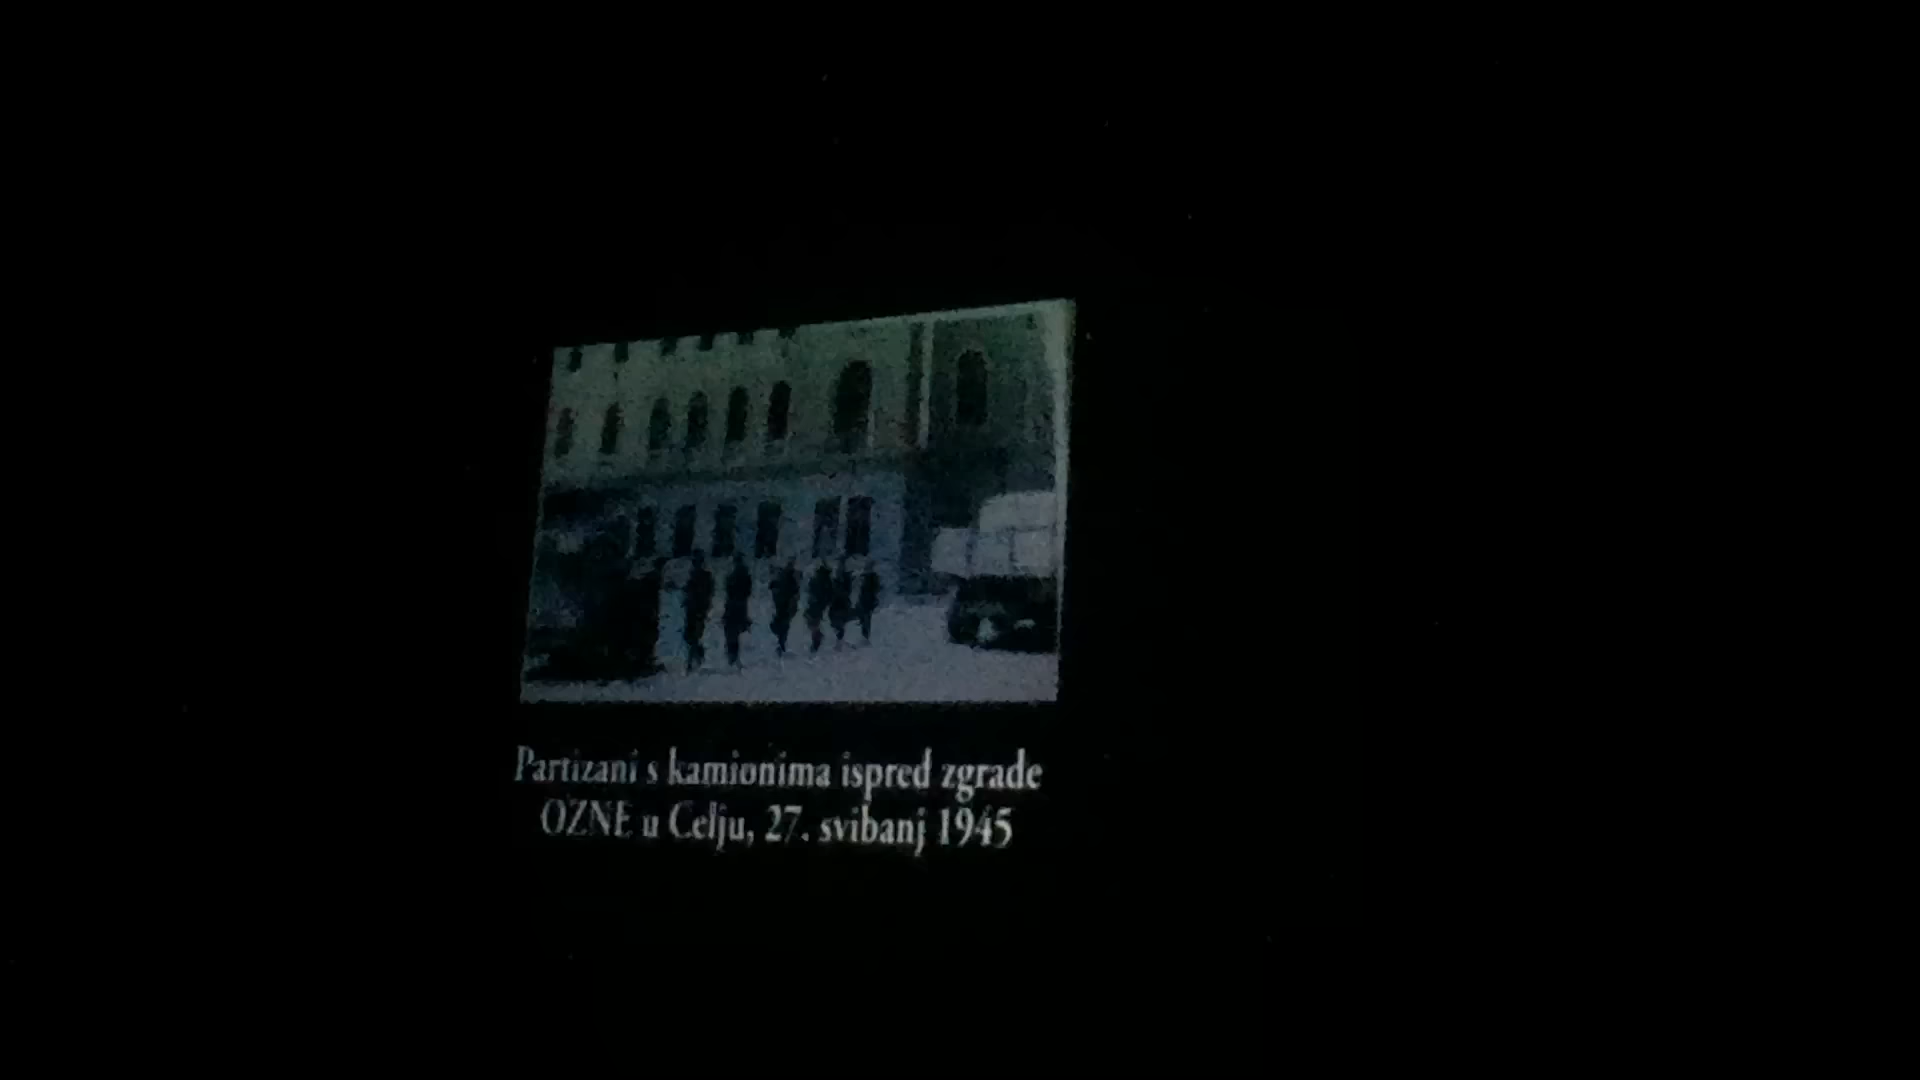 Partizani s kamionima ispred zgrade
OZNE u Celju, 27. svibanj 1945